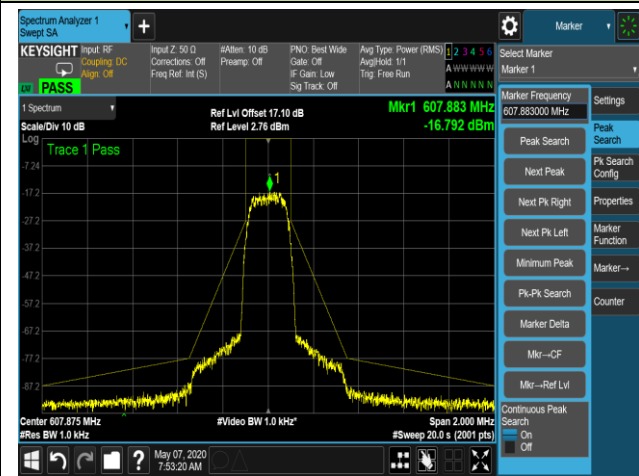 Spectrum Analyzer 1
Swept SA
Marker
KEYSIGHT
Input: RF
Coupling: DC
Align: Off
Input Z: 50 Ω
Corrections: Off
Freq Ref: Int (S)
#Atten: 10 dB
Preamp: Off
PNO: Best Wide
Gate: Off
IF Gain: Low
Sig Track: Off
Avg Type: Power (RMS)
Avg|Hold: 1/1
Trig: Free Run
1 2 3 4 5 6
A W W W W W
A N N N N N
PASS
Select Marker
Marker 1
1 Spectrum
Scale/Div 10 dB
Ref Lvl Offset 17.10 dB
Ref Level 2.76 dBm
Mkr1 607.883 MHz
-16.792 dBm
Log
Trace 1 Pass
1
-7.24
-17.2
-27.2
-37.2
-47.2
-57.2
-67.2
-77.2
-87.2
Center 607.875 MHz
#Res BW 1.0 kHz
#Video BW 1.0 kHz*
Span 2.000 MHz
#Sweep 20.0 s (2001 pts)
Marker Frequency
607.883000 MHz
Peak Search
Next Peak
Next Pk Right
Next Pk Left
Minimum Peak
Pk-Pk Search
Marker Delta
Mkr→CF
Mkr→Ref Lvl
Continuous Peak
Search
On
Off
Settings
Peak
Search
Pk Search
Config
Properties
Marker
Function
Marker→
Counter
?
May 07, 2020
7:53:20 AM